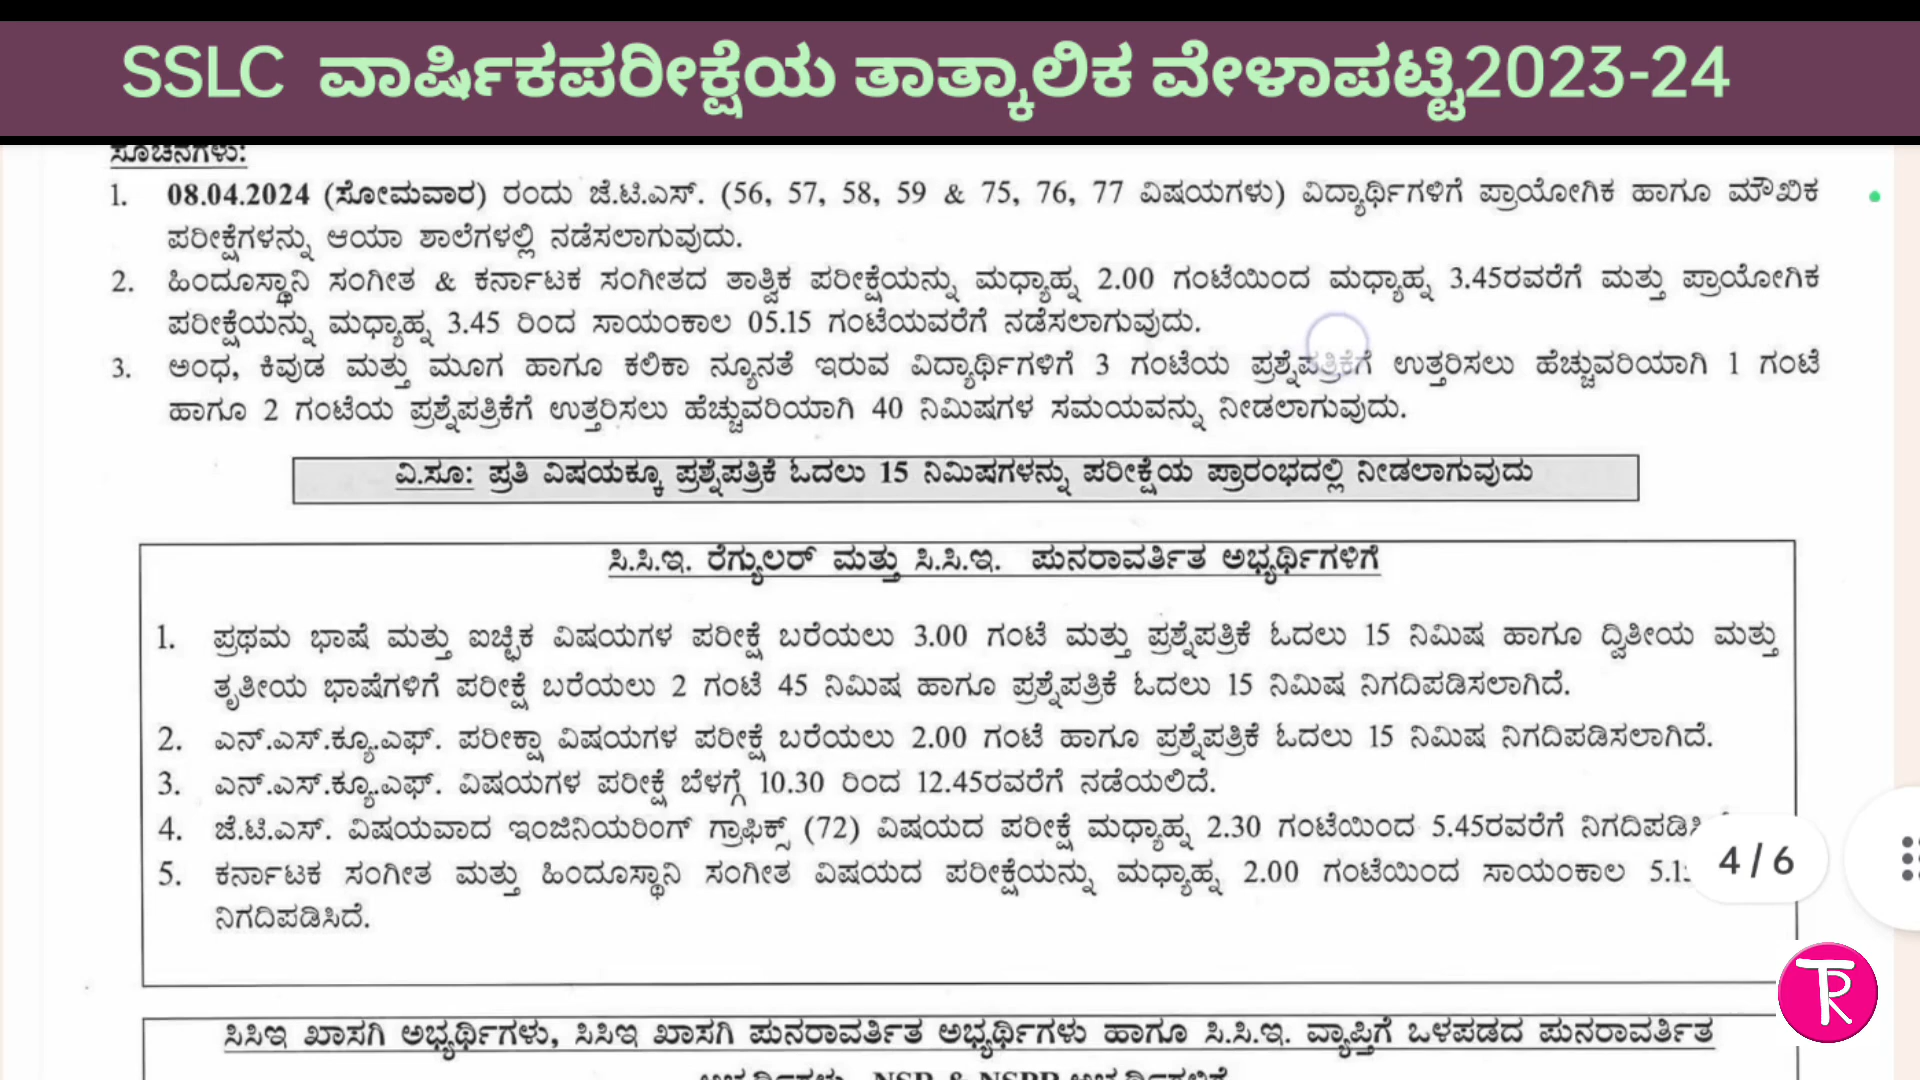 SSLC ವಾರ್ಷಿಕಪರೀಕ್ಷೆಯ ತಾತ್ಕಾಲಿಕ ವೇಳಾಪಟ್ಟಿ2023-24
ಸೂಚನೆಗಳು:
1. 08.04.2024 (ಸೋಮವಾರ) ರಂದು ಜೆ.ಟಿ.ಎಸ್. (56, 57, 58, 59 & 75, 76, 77 ವಿಷಯಗಳು) ವಿದ್ಯಾರ್ಥಿಗಳಿಗೆ ಪ್ರಾಯೋಗಿಕ ಹಾಗೂ ಮೌಖಿಕ
ಪರೀಕ್ಷೆಗಳನ್ನು ಆಯಾ ಶಾಲೆಗಳಲ್ಲಿ ನಡೆಸಲಾಗುವುದು.
2. ಹಿಂದೂಸ್ಥಾನಿ ಸಂಗೀತ & ಕರ್ನಾಟಕ ಸಂಗೀತದ ತಾತ್ವಿಕ ಪರೀಕ್ಷೆಯನ್ನು ಮಧ್ಯಾಹ್ನ 2.00 ಗಂಟೆಯಿಂದ ಮಧ್ಯಾಹ್ನ 3.45ರವರೆಗೆ ಮತ್ತು ಪ್ರಾಯೋಗಿಕ
ಪರೀಕ್ಷೆಯನ್ನು ಮಧ್ಯಾಹ್ನ 3.45 ರಿಂದ ಸಾಯಂಕಾಲ 05.15 ಗಂಟೆಯವರೆಗೆ ನಡೆಸಲಾಗುವುದು.
3. ಅಂಧ, ಕಿವುಡ ಮತ್ತು ಮೂಗ ಹಾಗೂ ಕಲಿಕಾ ನ್ಯೂನತೆ ಇರುವ ವಿದ್ಯಾರ್ಥಿಗಳಿಗೆ 3 ಗಂಟೆಯ ಪ್ರಶ್ನೆಪತ್ರಿಕೆಗೆ ಉತ್ತರಿಸಲು ಹೆಚ್ಚುವರಿಯಾಗಿ 1 ಗಂಟೆ
ಹಾಗೂ 2 ಗಂಟೆಯ ಪ್ರಶ್ನೆಪತ್ರಿಕೆಗೆ ಉತ್ತರಿಸಲು ಹೆಚ್ಚುವರಿಯಾಗಿ 40 ನಿಮಿಷಗಳ ಸಮಯವನ್ನು ನೀಡಲಾಗುವುದು.
ವಿ.ಸೂ: ಪ್ರತಿ ವಿಷಯಕ್ಕೂ ಪ್ರಶ್ನೆಪತ್ರಿಕೆ ಓದಲು 15 ನಿಮಿಷಗಳನ್ನು ಪರೀಕ್ಷೆಯ ಪ್ರಾರಂಭದಲ್ಲಿ ನೀಡಲಾಗುವುದು
ಸಿ.ಸಿ.ಇ. ರೆಗ್ಯುಲರ್ ಮತ್ತು ಸಿ.ಸಿ.ಇ. ಪುನರಾವರ್ತಿತ ಅಭ್ಯರ್ಥಿಗಳಿಗೆ
1. ಪ್ರಥಮ ಭಾಷೆ ಮತ್ತು ಐಚ್ಛಿಕ ವಿಷಯಗಳ ಪರೀಕ್ಷೆ ಬರೆಯಲು 3.00 ಗಂಟೆ ಮತ್ತು ಪ್ರಶ್ನೆಪತ್ರಿಕೆ ಓದಲು 15 ನಿಮಿಷ ಹಾಗೂ ದ್ವಿತೀಯ ಮತ್ತು
ತೃತೀಯ ಭಾಷೆಗಳಿಗೆ ಪರೀಕ್ಷೆ ಬರೆಯಲು 2 ಗಂಟೆ 45 ನಿಮಿಷ ಹಾಗೂ ಪ್ರಶ್ನೆಪತ್ರಿಕೆ ಓದಲು 15 ನಿಮಿಷ ನಿಗದಿಪಡಿಸಲಾಗಿದೆ.
2. ಎನ್.ಎಸ್.ಕ್ಯೂ.ಎಫ್. ಪರೀಕ್ಷಾ ವಿಷಯಗಳ ಪರೀಕ್ಷೆ ಬರೆಯಲು 2.00 ಗಂಟೆ ಹಾಗೂ ಪ್ರಶ್ನೆಪತ್ರಿಕೆ ಓದಲು 15 ನಿಮಿಷ ನಿಗದಿಪಡಿಸಲಾಗಿದೆ.
3. ಎನ್.ಎಸ್.ಕ್ಯೂ.ಎಫ್. ವಿಷಯಗಳ ಪರೀಕ್ಷೆ ಬೆಳಗ್ಗೆ 10.30 ರಿಂದ 12.45ರವರೆಗೆ ನಡೆಯಲಿದೆ.
4. ಜೆ.ಟಿ.ಎಸ್. ವಿಷಯವಾದ ಇಂಜಿನಿಯರಿಂಗ್ ಗ್ರಾಫಿಕ್ಸ್ (72) ವಿಷಯದ ಪರೀಕ್ಷೆ ಮಧ್ಯಾಹ್ನ 2.30 ಗಂಟೆಯಿಂದ 5.45ರವರೆಗೆ
5. ಕರ್ನಾಟಕ ಸಂಗೀತ ಮತ್ತು ಹಿಂದೂಸ್ಥಾನಿ ಸಂಗೀತ ವಿಷಯದ ಪರೀಕ್ಷೆಯನ್ನು ಮಧ್ಯಾಹ್ನ 2.00 ಗಂಟೆಯಿಂದ ಸಾಯಂಕಾಲ
ನಿಗದಿಪಡಿಸಿದೆ.
4 / 6
TR
ಸಿಸಿಇ ಖಾಸಗಿ ಅಭ್ಯರ್ಥಿಗಳು, ಸಿಸಿಇ ಖಾಸಗಿ ಪುನರಾವರ್ತಿತ ಅಭ್ಯರ್ಥಿಗಳು ಹಾಗೂ ಸಿ.ಸಿ.ಇ. ವ್ಯಾಪ್ತಿಗೆ ಒಳಪಡದ ಪುನರಾವರ್ತಿತ